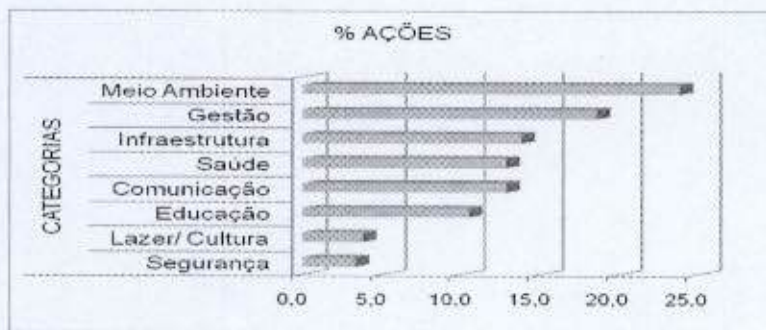 % AÇÕES
CATEGORIAS
Meio Ambiente
Gestão
Infraestrutura
Saúde
Comunicação
Educação
Lazer/ Cultura
Segurança
0,0 5,0 10,0 15,0 20,0 25,0